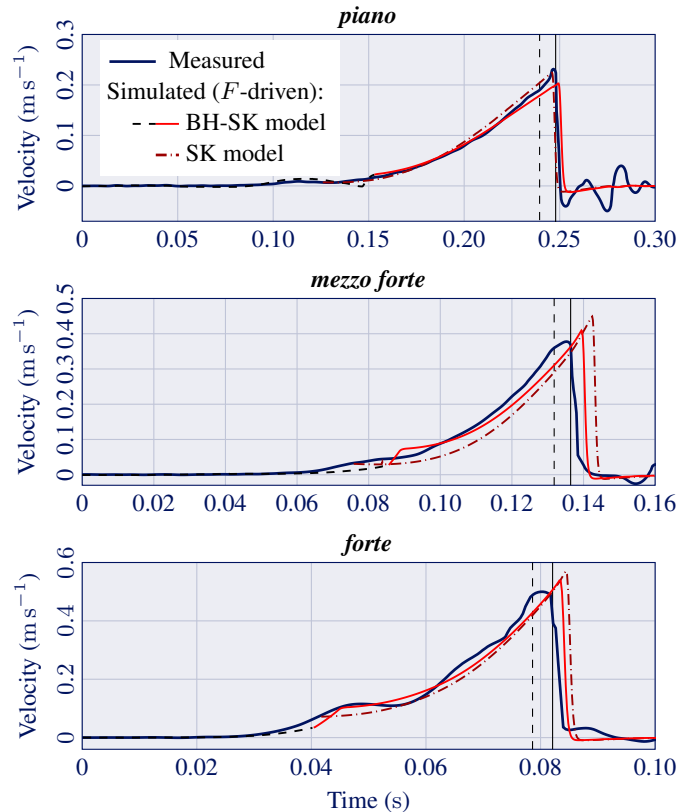 piano
Velocity (m s⁻¹)
0.3
0.2
0.1
0
Measured
Simulated (F-driven):
BH-SK model
SK model
0 0.05 0.10 0.15 0.20 0.25 0.30
mezzo forte
Velocity (m s⁻¹)
0.5
0.4
0.3
0.2
0.1
0
0 0.02 0.04 0.06 0.08 0.10 0.12 0.14 0.16
forte
Velocity (m s⁻¹)
0.6
0.4
0.2
0
0 0.02 0.04 0.06 0.08 0.10
Time (s)